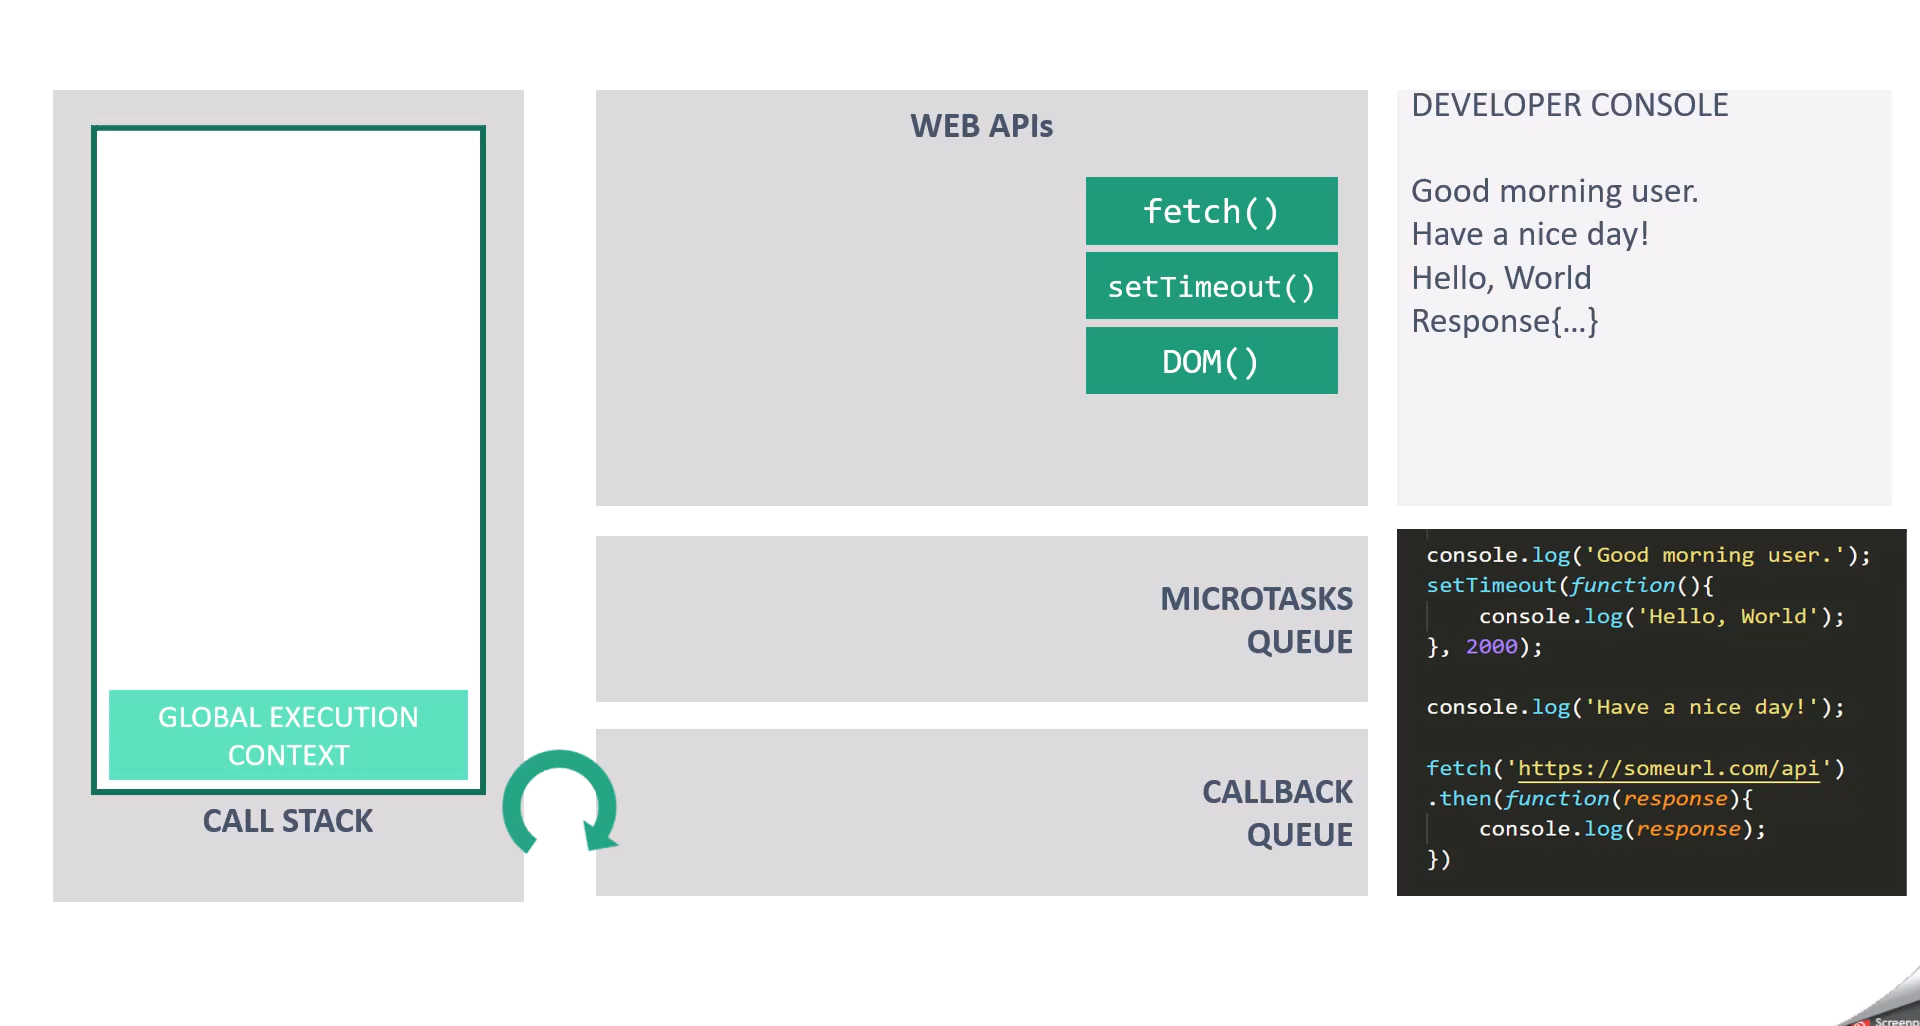 GLOBAL EXECUTION
CONTEXT
CALL STACK
WEB APIs
fetch()
setTimeout()
DOM()
MICROTASKS
QUEUE
CALLBACK
QUEUE
DEVELOPER CONSOLE
Good morning user.
Have a nice day!
Hello, World
Response{…}
console.log('Good morning user.');
setTimeout(function(){
    console.log('Hello, World');
}, 2000);
console.log('Have a nice day!');
fetch('https://someurl.com/api')
.then(function(response){
    console.log(response);
})